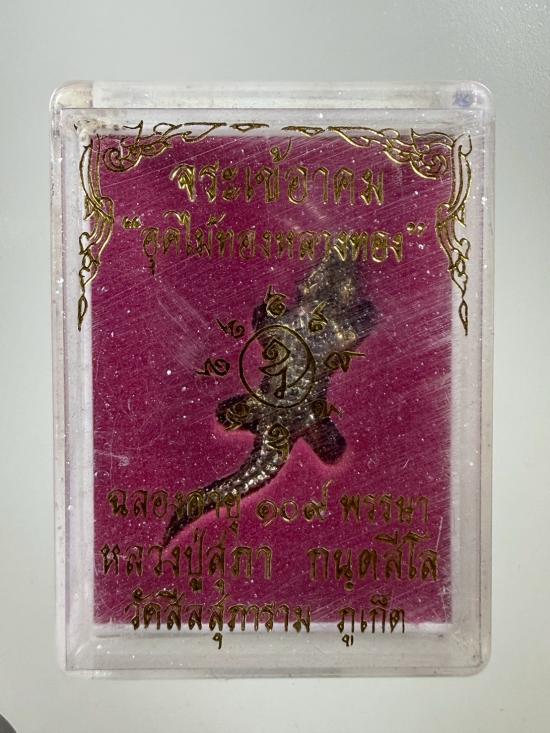 จระเข้อาคม
"อุดไม้ทองหลางทอง"
ฉลองอายุ ๑๐๙ พรรษา
หลวงปู่สุภา กนฺตสีโล
วัดสีลสุภาราม ภูเก็ต